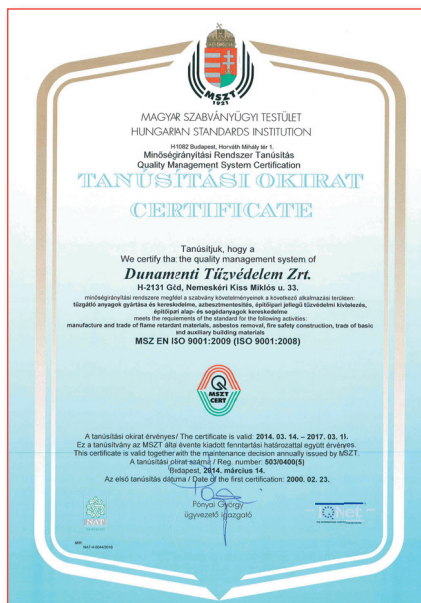 MSZT
1921
MAGYAR SZABVÁNYÜGYI TESTÜLET
HUNGARIAN STANDARDS INSTITUTION
H1082 Budapest, Horváth Mihály tér 1.
Minőségirányítási Rendszer Tanúsítás
Quality Management System Certification
TANÚSÍTÁSI OKIRAT
CERTIFICATE
Tanúsítjuk, hogy a
We certify that the quality management system of
Dunamenti Tűzvédelem Zrt.
H-2131 Göd, Nemeskéri Kiss Miklós u. 33.
minőségirányítási rendszere megfelel a szabvány követelményeinek a következő alkalmazási területen:
tűzgátló anyagok gyártása és kereskedelme, azbesztmentesítés, építőipari jellegű tűzvédelmi kivitelezés,
építőipari alap- és segédanyagok kereskedelme
meets the requirements of the standard for the following activities:
manufacture and trade of flame retardant materials, asbestos removal, fire safety construction, trade of basic
and auxiliary building materials
MSZ EN ISO 9001:2009 (ISO 9001:2008)
Q
MSZT
CERT
A tanúsítási okirat érvényes / The certificate is valid: 2014. 03. 14. – 2017. 03.
Ez a tanúsítvány az MSZT által évente kiadott fenntartási határozattal együtt érvényes.
This certificate is valid together with the maintenance decision annually issued by MSZT.
A tanúsítási okirat száma / Reg. number: 503/0400(5)
Budapest, 2014. március 14.
Az első tanúsítás dátuma / Date of the first certification: 2000. 02. 23.
Pónyai György
ügyvezető igazgató
NAT
IQNet